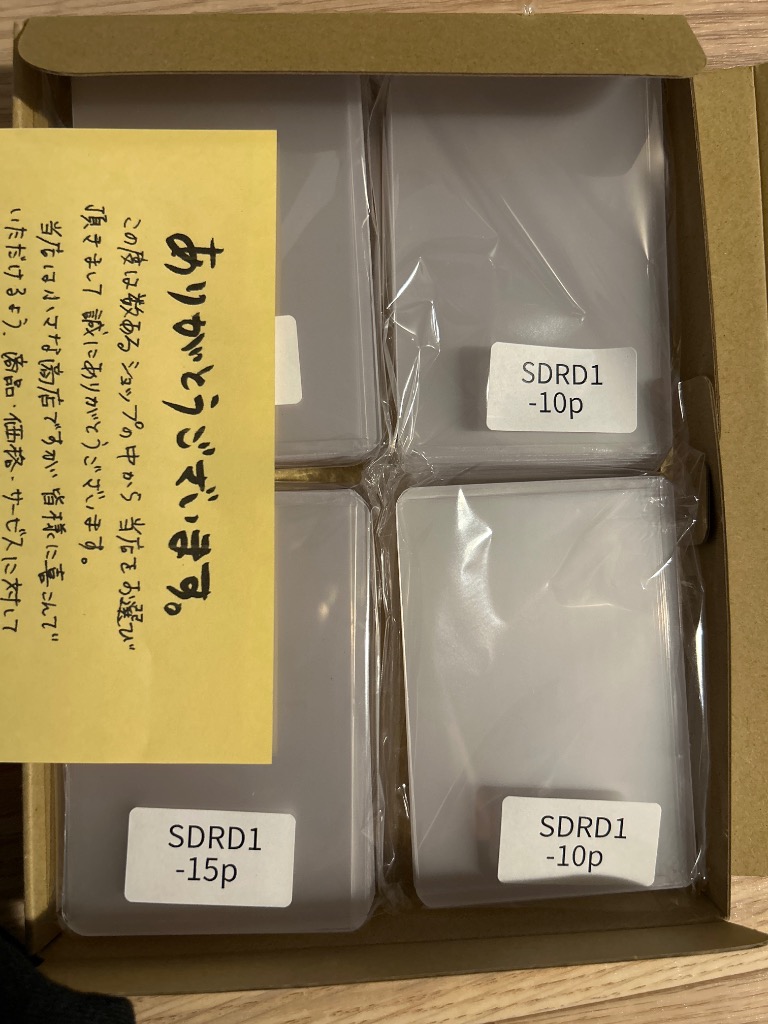 ありがとうございます。
この度は数あるショップの中から当店をお選び
頂きまして誠にありがとうございます。
当店は小さな商店ですが皆様に喜こんで
いただけるよう、商品・価格・サービスに対して
SDRD1
-10p
SDRD1
-15p
SDRD1
-10p